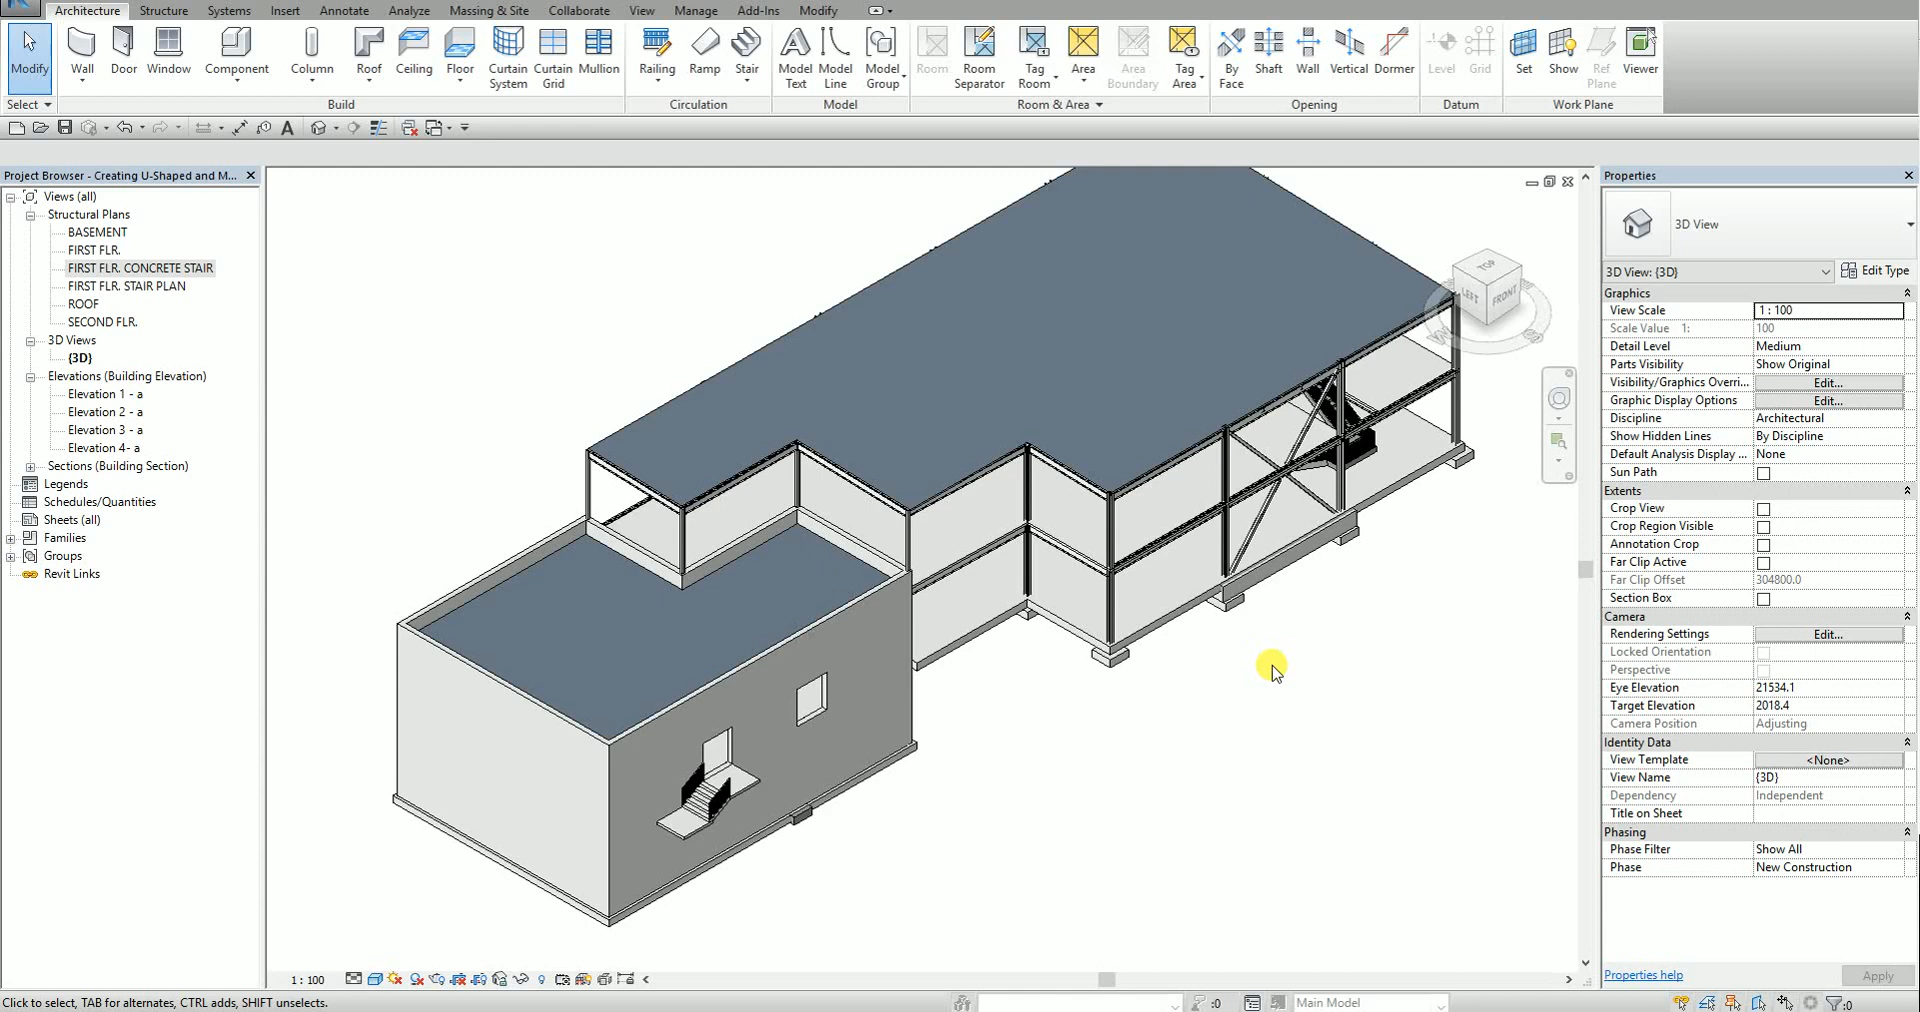 Architecture Structure Systems Insert Annotate Analyze Massing & Site Collaborate View Manage Add-Ins Modify
Modify Wall Door Window Component Column Roof Ceiling Floor Curtain System Curtain Grid Mullion Railing Ramp Stair Model Text Model Line Model Group Room Room Separator Tag Room Area Area Boundary Tag Area By Face Shaft Wall Vertical Dormer Level Grid Set Show Ref Plane Viewer
Select Build Circulation Model Room & Area Opening Datum Work Plane
Project Browser - Creating U-Shaped and M...
Views (all)
Structural Plans
BASEMENT
FIRST FLR.
FIRST FLR. CONCRETE STAIR
FIRST FLR. STAIR PLAN
ROOF
SECOND FLR.
3D Views
{3D}
Elevations (Building Elevation)
Elevation 1 - a
Elevation 2 - a
Elevation 3 - a
Elevation 4- a
Sections (Building Section)
Legends
Schedules/Quantities
Sheets (all)
Families
Groups
Revit Links
TOP
LEFT
FRONT
Properties
3D View
3D View: {3D} Edit Type
Graphics
View Scale 1 : 100
Scale Value 1: 100
Detail Level Medium
Parts Visibility Show Original
Visibility/Graphics Overri... Edit...
Graphic Display Options Edit...
Discipline Architectural
Show Hidden Lines By Discipline
Default Analysis Display ... None
Sun Path
Extents
Crop View
Crop Region Visible
Annotation Crop
Far Clip Active
Far Clip Offset 304800.0
Section Box
Camera
Rendering Settings Edit...
Locked Orientation
Perspective
Eye Elevation 21534.1
Target Elevation 2018.4
Camera Position Adjusting
Identity Data
View Template <None>
View Name {3D}
Dependency Independent
Title on Sheet
Phasing
Phase Filter Show All
Phase New Construction
Properties help Apply
1 : 100
Click to select, TAB for alternates, CTRL adds, SHIFT unselects.
:0 Main Model :0